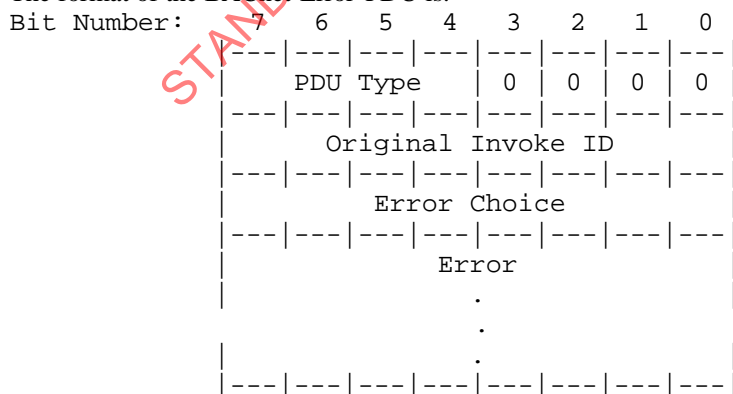 The format of the BACnet-Error-PDU is:
Bit Number: 7 6 5 4 3 2 1 0
|---|---|---|---|---|---|---|---|
| PDU Type | 0 | 0 | 0 | 0 |
|---|---|---|---|---|---|---|---|
| Original Invoke ID |
|---|---|---|---|---|---|---|---|
| Error Choice |
|---|---|---|---|---|---|---|---|
| Error |
| . |
.
| . |
|---|---|---|---|---|---|---|---|
STAND